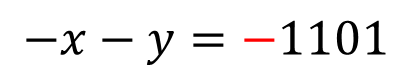 −x − y = −1101